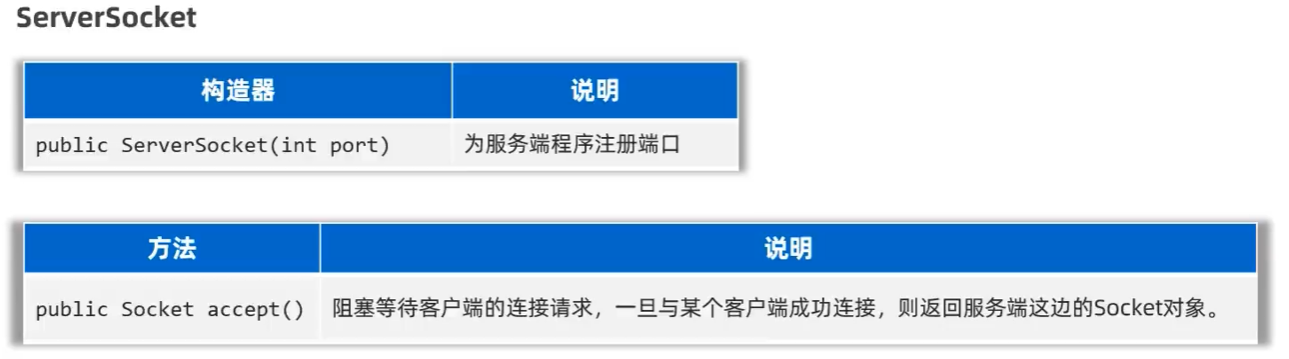 ServerSocket
构造器 说明
public ServerSocket(int port) 为服务端程序注册端口
方法 说明
public Socket accept() 阻塞等待客户端的连接请求，一旦与某个客户端成功连接，则返回服务端这边的Socket对象。